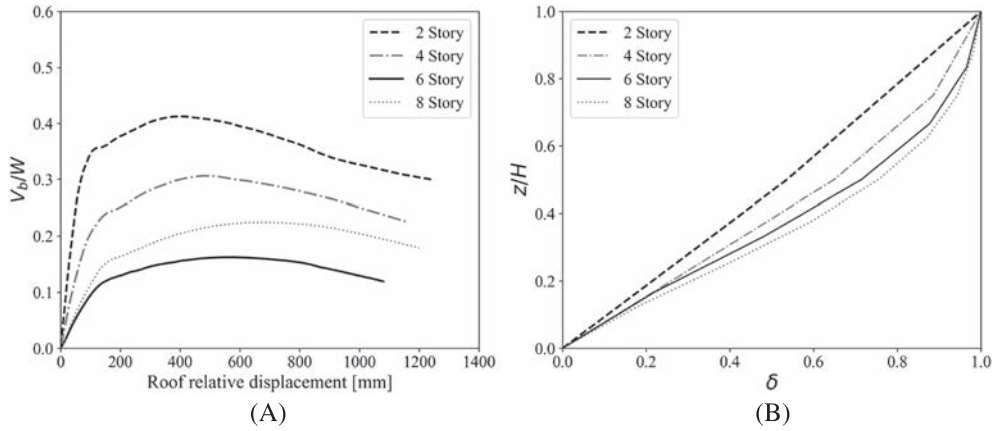 0.6
0.5
0.4
0.3
0.2
0.1
0.0
V_b/W
0 200 400 600 800 1000 1200 1400
Roof relative displacement [mm]
2 Story
4 Story
6 Story
8 Story
(A)
1.0
0.8
0.6
0.4
0.2
0.0
z/H
0.0 0.2 0.4 0.6 0.8 1.0
δ
2 Story
4 Story
6 Story
8 Story
(B)